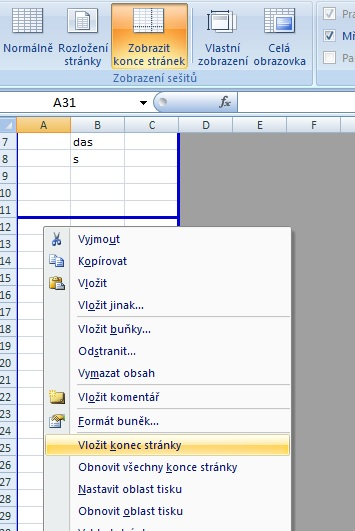 Normálně Rozložení stránky Zobrazit konce stránek Vlastní zobrazení Celá obrazovka
Zobrazení sešitů
A31 fx
A B C D E F
7 das
8 s
9
10
11
12
13
14
15
16
17
18
19
20
21
22
23
24
25
26
27
28
29
Vyjmout
Kopírovat
Vložit
Vložit jinak...
Vložit buňky...
Odstranit...
Vymazat obsah
Vložit komentář
Formát buněk...
Vložit konec stránky
Obnovit všechny konce stránky
Nastavit oblast tisku
Obnovit oblast tisku